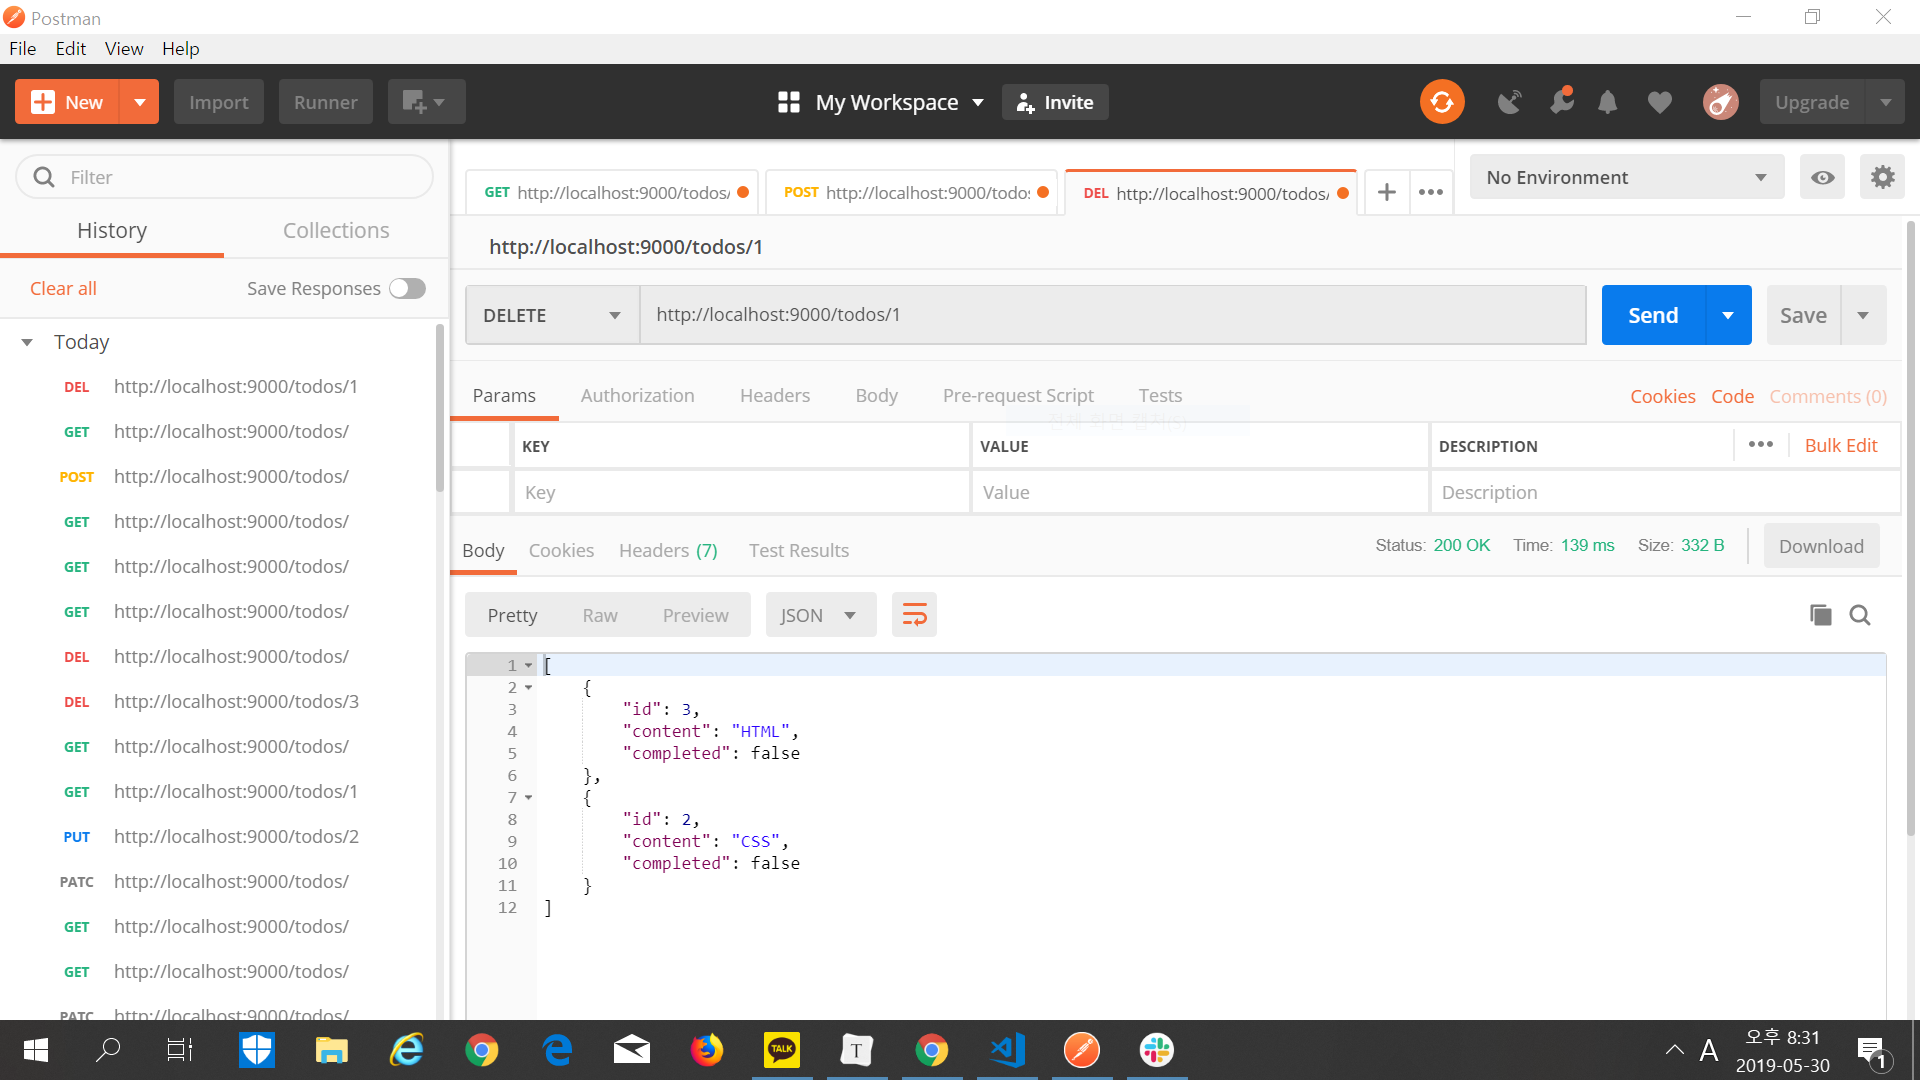 Postman
File Edit View Help
New Import Runner My Workspace Invite Upgrade
Filter
History Collections
Clear all Save Responses
Today
DEL http://localhost:9000/todos/1
GET http://localhost:9000/todos/
POST http://localhost:9000/todos/
GET http://localhost:9000/todos/
GET http://localhost:9000/todos/
GET http://localhost:9000/todos/
DEL http://localhost:9000/todos/
DEL http://localhost:9000/todos/3
GET http://localhost:9000/todos/
GET http://localhost:9000/todos/1
PUT http://localhost:9000/todos/2
PATC http://localhost:9000/todos/
GET http://localhost:9000/todos/
GET http://localhost:9000/todos/
PATC http://localhost:9000/todos/
GET http://localhost:9000/todos/ POST http://localhost:9000/todo: DEL http://localhost:9000/todos/ No Environment
http://localhost:9000/todos/1
DELETE http://localhost:9000/todos/1 Send Save
Params Authorization Headers Body Pre-request Script Tests Cookies Code Comments (0)
전체 화면 캡처(S)
KEY VALUE DESCRIPTION Bulk Edit
Key Value Description
Body Cookies Headers (7) Test Results Status: 200 OK Time: 139 ms Size: 332 B Download
Pretty Raw Preview JSON
1 [
2 {
3 "id": 3,
4 "content": "HTML",
5 "completed": false
6 },
7 {
8 "id": 2,
9 "content": "CSS",
10 "completed": false
11 }
12 ]
TALK T A 오후 8:31
2019-05-30 1